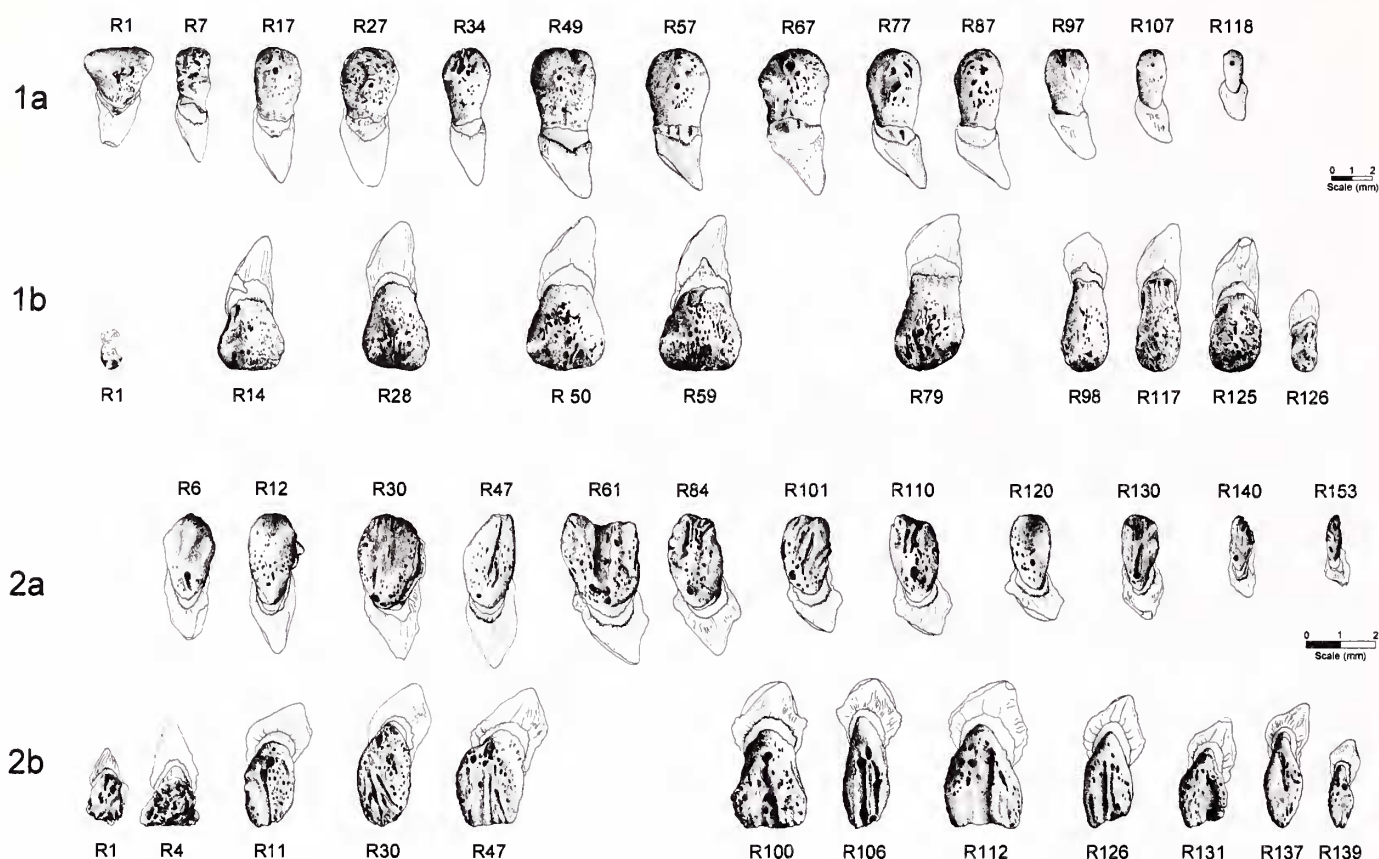 R1 R7 R17 R27 R34 R49 R57 R67 R77 R87 R97 R107 R118
1a
0 1 2
Scale (mm)
1b
R1 R14 R28 R 50 R59 R79 R98 R117 R125 R126
R6 R12 R30 R47 R61 R84 R101 R110 R120 R130 R140 R153
2a
0 1 2
Scale (mm)
2b
R1 R4 R11 R30 R47 R100 R106 R112 R126 R131 R137 R139